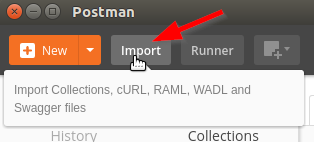 Postman
New Import Runner
Import Collections, cURL, RAML, WADL and
Swagger files
History Collections